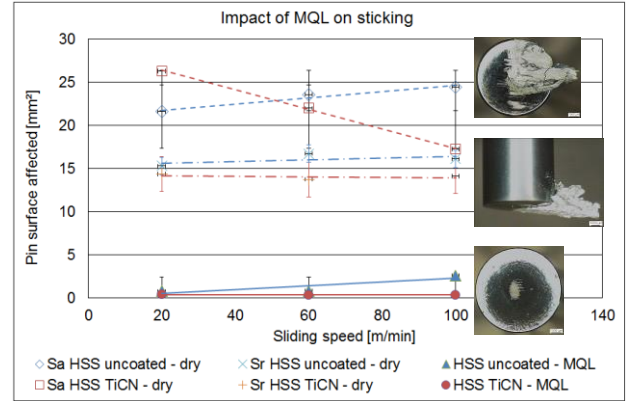 Impact of MQL on sticking
30
25
20
15
10
5
0
Pin surface affected [mm²]
0 20 40 60 80 100 140
Sliding speed [m/min]
Sa HSS uncoated - dry Sr HSS uncoated - dry HSS uncoated - MQL
Sa HSS TiCN - dry Sr HSS TiCN - dry HSS TiCN - MQL